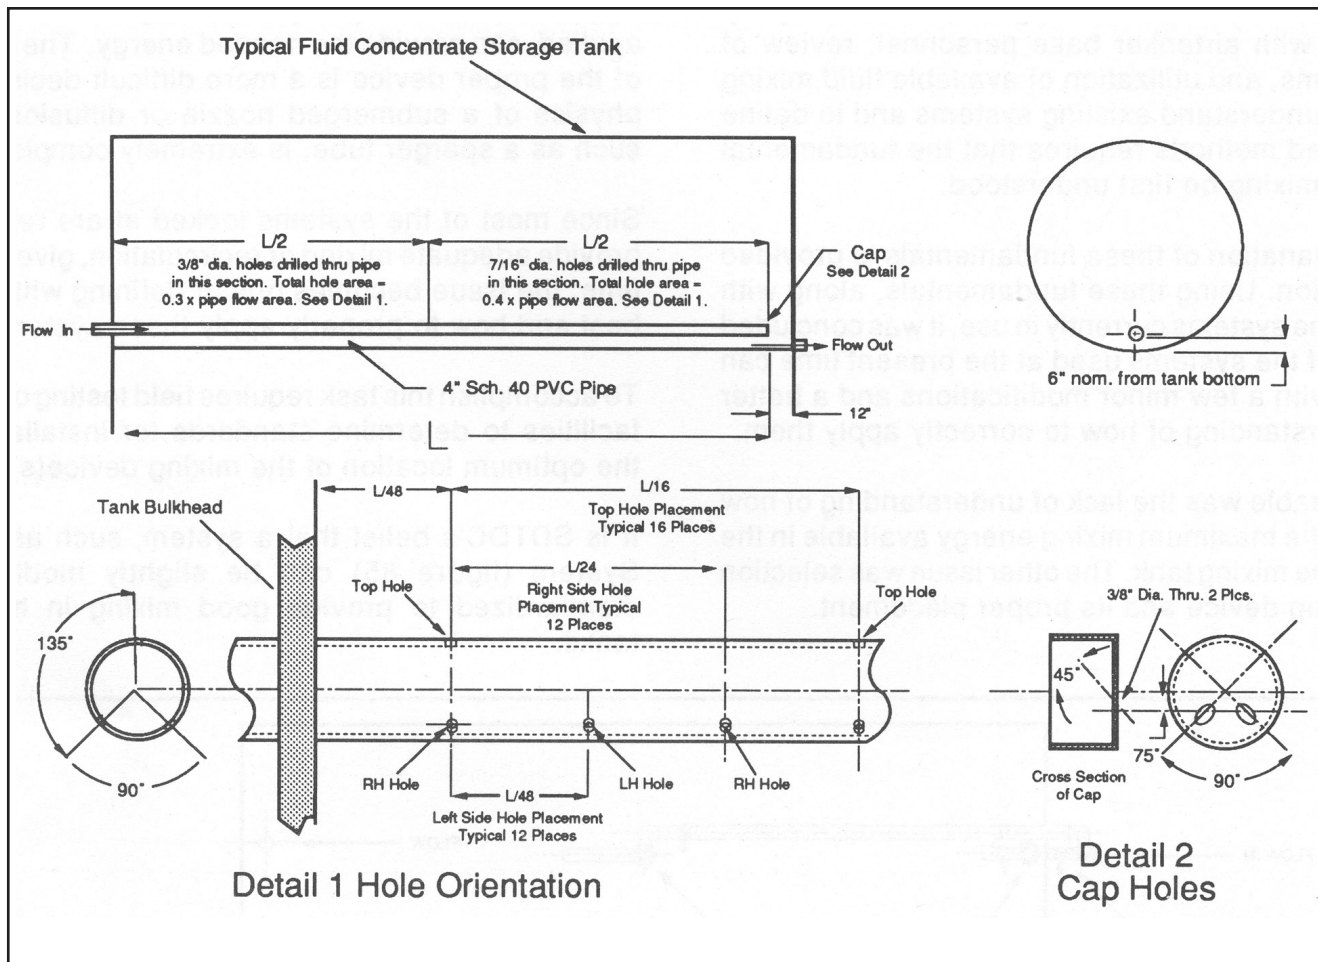 Typical Fluid Concentrate Storage Tank
L/2
L/2
3/8" dia. holes drilled thru pipe
in this section. Total hole area =
0.3 x pipe flow area. See Detail 1.
7/16" dia. holes drilled thru pipe
in this section. Total hole area =
0.4 x pipe flow area. See Detail 1.
Cap
See Detail 2
Flow In
Flow Out
4" Sch. 40 PVC Pipe
12"
L
6" nom. from tank bottom
Tank Bulkhead
L/48
L/16
Top Hole Placement
Typical 16 Places
L/24
Right Side Hole
Placement Typical
12 Places
Top Hole
Top Hole
135°
90°
RH Hole
LH Hole
RH Hole
L/48
Left Side Hole Placement
Typical 12 Places
Detail 1 Hole Orientation
3/8" Dia. Thru. 2 Plcs.
45°
75°
90°
Cross Section
of Cap
Detail 2
Cap Holes